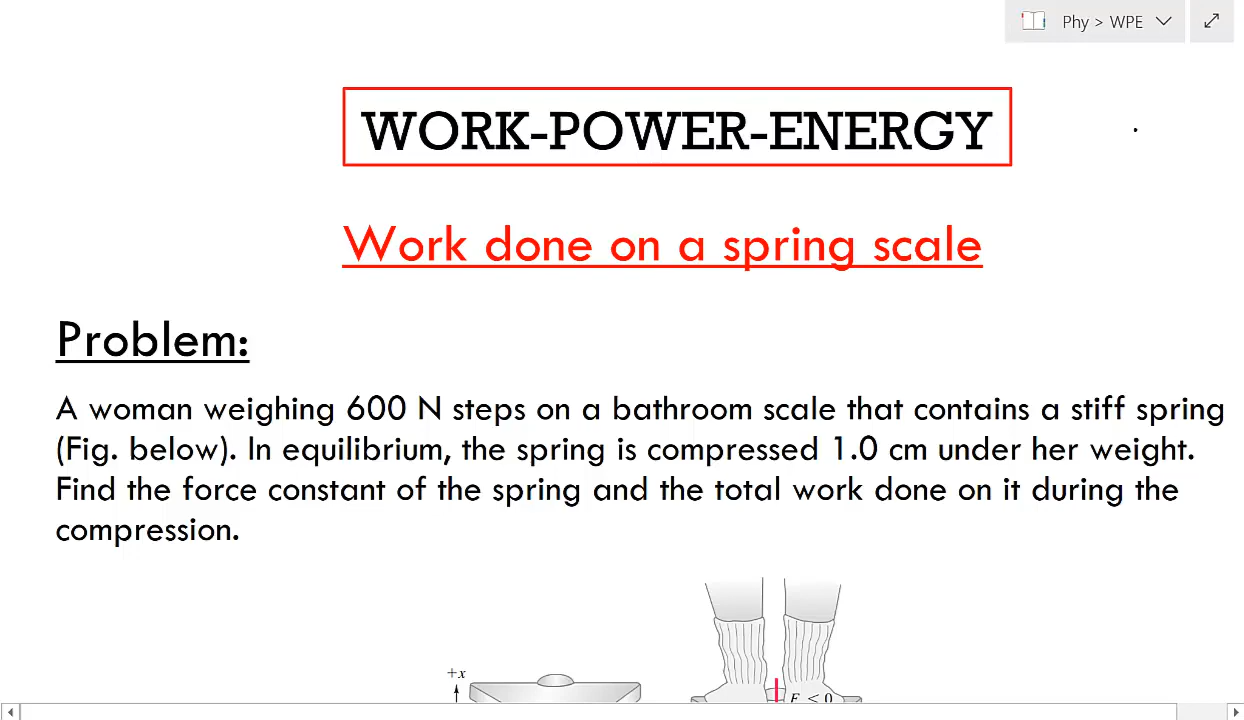 Phy > WPE
WORK-POWER-ENERGY
Work done on a spring scale
Problem:
A woman weighing 600 N steps on a bathroom scale that contains a stiff spring
(Fig. below). In equilibrium, the spring is compressed 1.0 cm under her weight.
Find the force constant of the spring and the total work done on it during the
compression.
+x
F < 0